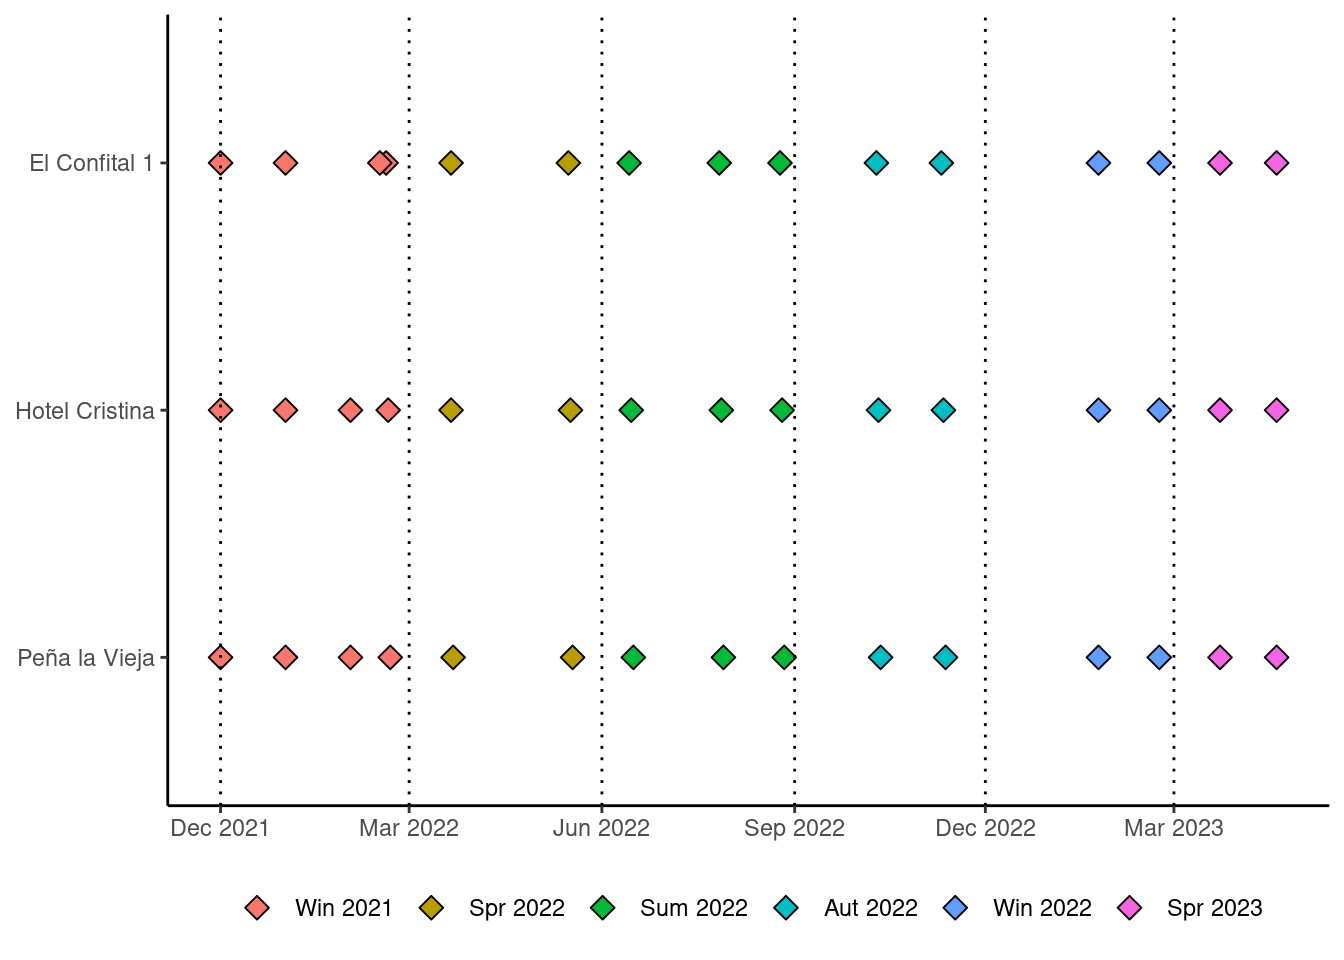 El Confital 1
Hotel Cristina
Peña la Vieja
Dec 2021 Mar 2022 Jun 2022 Sep 2022 Dec 2022 Mar 2023
Win 2021 Spr 2022 Sum 2022 Aut 2022 Win 2022 Spr 2023